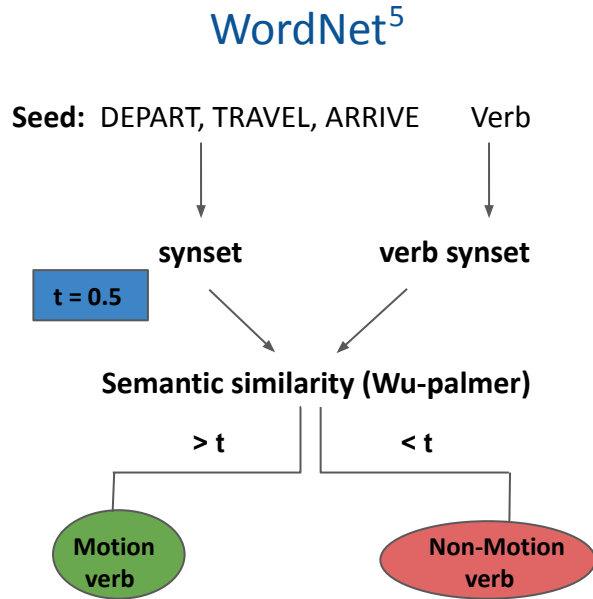 WordNet5
Seed: DEPART, TRAVEL, ARRIVE Verb
synset verb synset
t = 0.5
Semantic similarity (Wu-palmer)
> t < t
Motion
verb
Non-Motion
verb